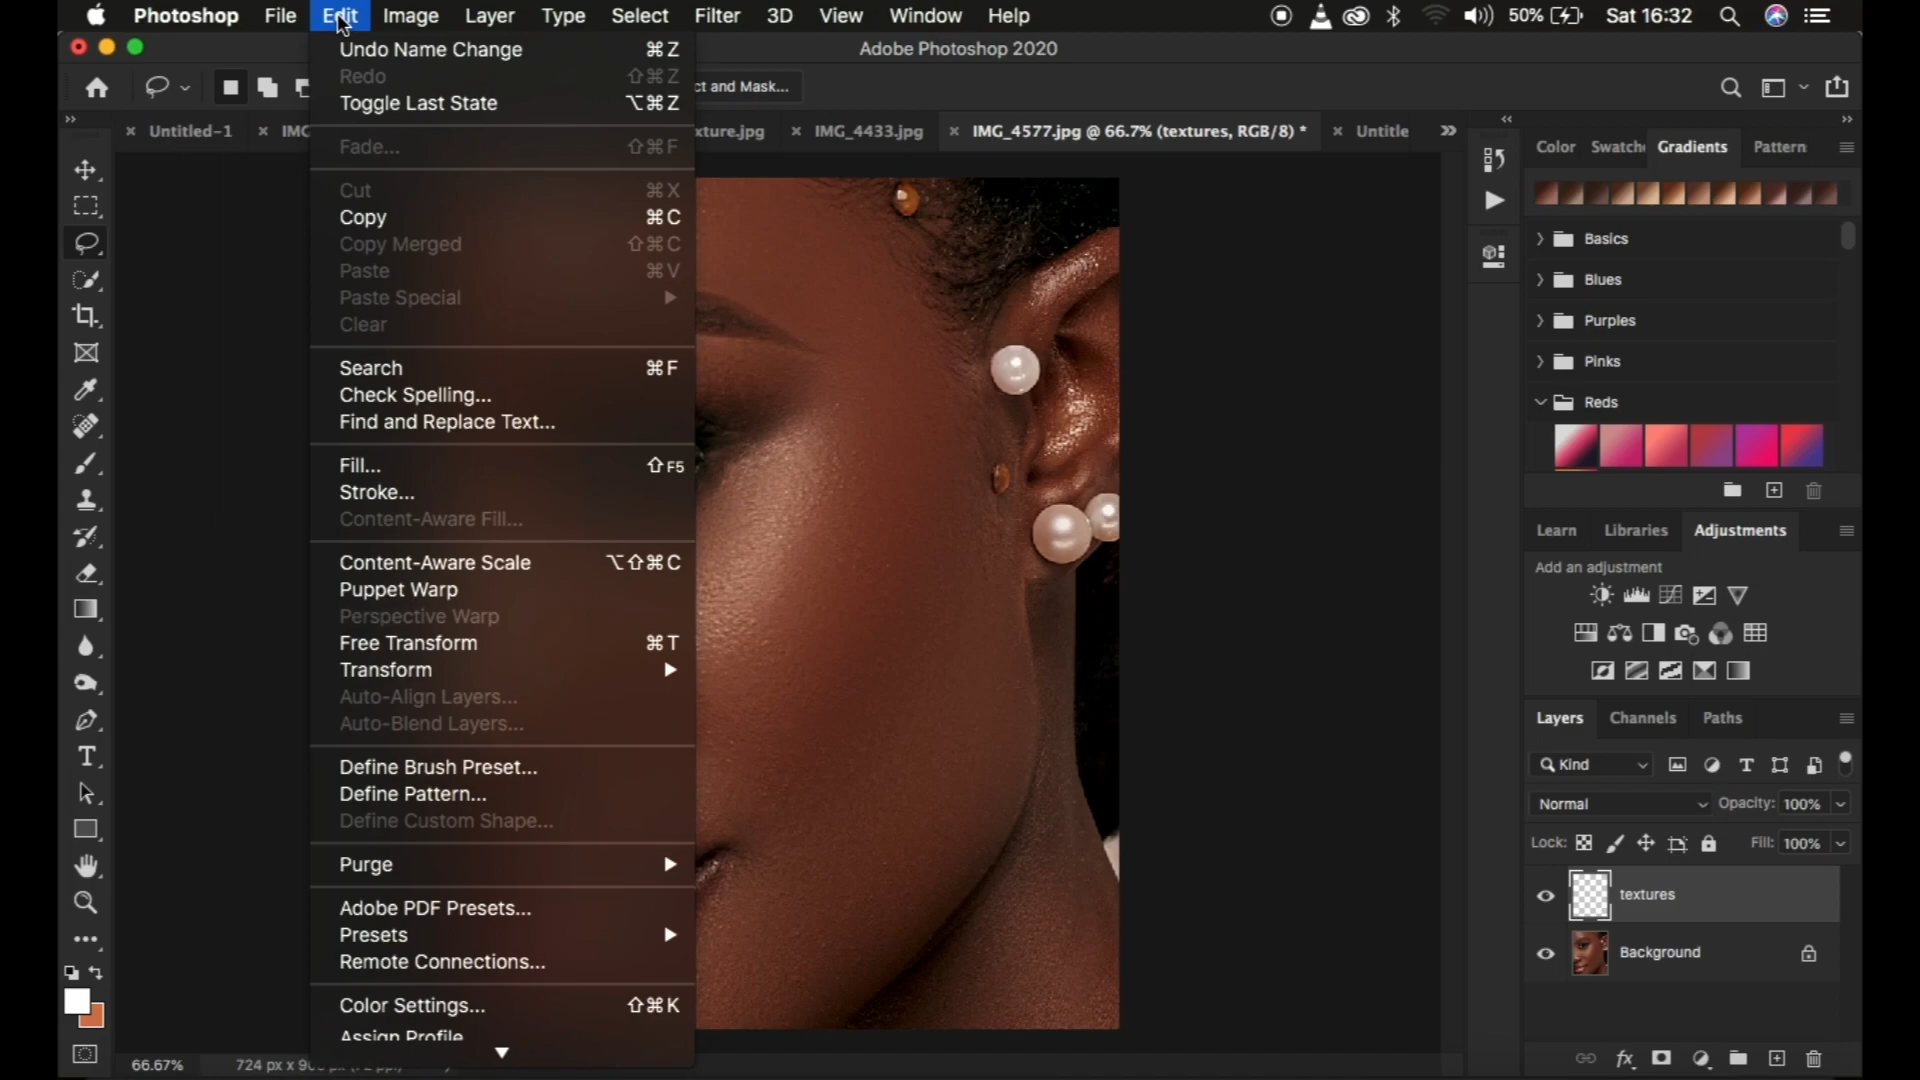 Photoshop File Edit Image Layer Type Select Filter 3D View Window Help 50% Sat 16:32
Adobe Photoshop 2020
ct and Mask...
Untitled-1 IMG xture.jpg IMG_4433.jpg IMG_4577.jpg @ 66.7% (textures, RGB/8) * Untitle
Undo Name Change ⌘Z
Redo ⇧⌘Z
Toggle Last State ⌥⌘Z
Fade... ⇧⌘F
Cut ⌘X
Copy ⌘C
Copy Merged ⇧⌘C
Paste ⌘V
Paste Special
Clear
Search ⌘F
Check Spelling...
Find and Replace Text...
Fill... ⇧F5
Stroke...
Content-Aware Fill...
Content-Aware Scale ⌥⇧⌘C
Puppet Warp
Perspective Warp
Free Transform ⌘T
Transform
Auto-Align Layers...
Auto-Blend Layers...
Define Brush Preset...
Define Pattern...
Define Custom Shape...
Purge
Adobe PDF Presets...
Presets
Remote Connections...
Color Settings... ⇧⌘K
Assign Profile
66.67% 724 px x 9
Color Swatche Gradients Pattern
Basics
Blues
Purples
Pinks
Reds
Learn Libraries Adjustments
Add an adjustment
Layers Channels Paths
Kind
Normal Opacity: 100%
Lock: Fill: 100%
textures
Background
fx